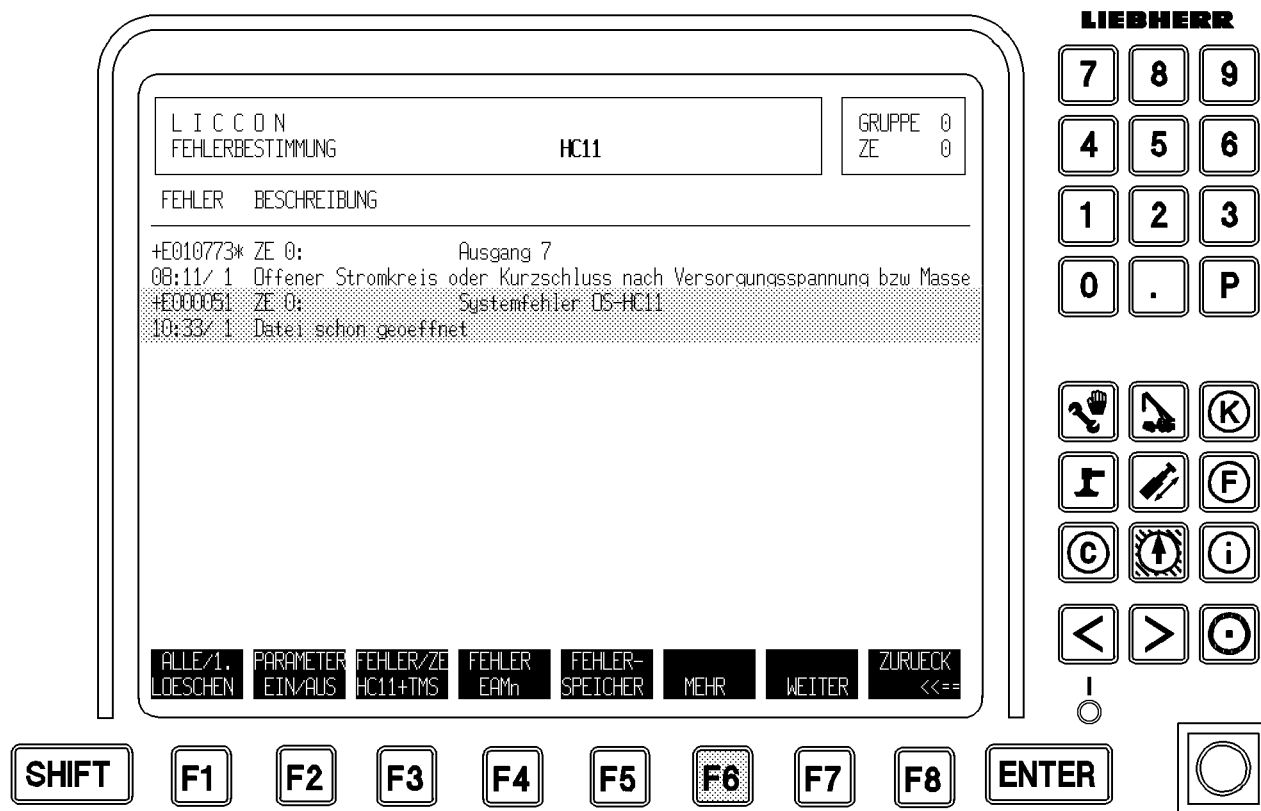 LIEBHERR
L I C C O N
FEHLERBESTIMMUNG HC11
GRUPPE 0
ZE 0
FEHLER BESCHREIBUNG
+E010773* ZE 0: Ausgang 7
08:11/ 1 Offener Stromkreis oder Kurzschluss nach Versorgungsspannung bzw Masse
+E000051 ZE 0: Systemfehler OS-HC11
10:33/ 1 Datei schon geoeffnet
ALLE/1. PARAMETER FEHLER/ZE FEHLER FEHLER- ZURUECK
LOESCHEN EIN/AUS HC11+TMS EAMn SPEICHER MEHR WEITER <<==
SHIFT F1 F2 F3 F4 F5 F6 F7 F8 ENTER
7 8 9
4 5 6
1 2 3
0 . P
K
F
C i
< >
I